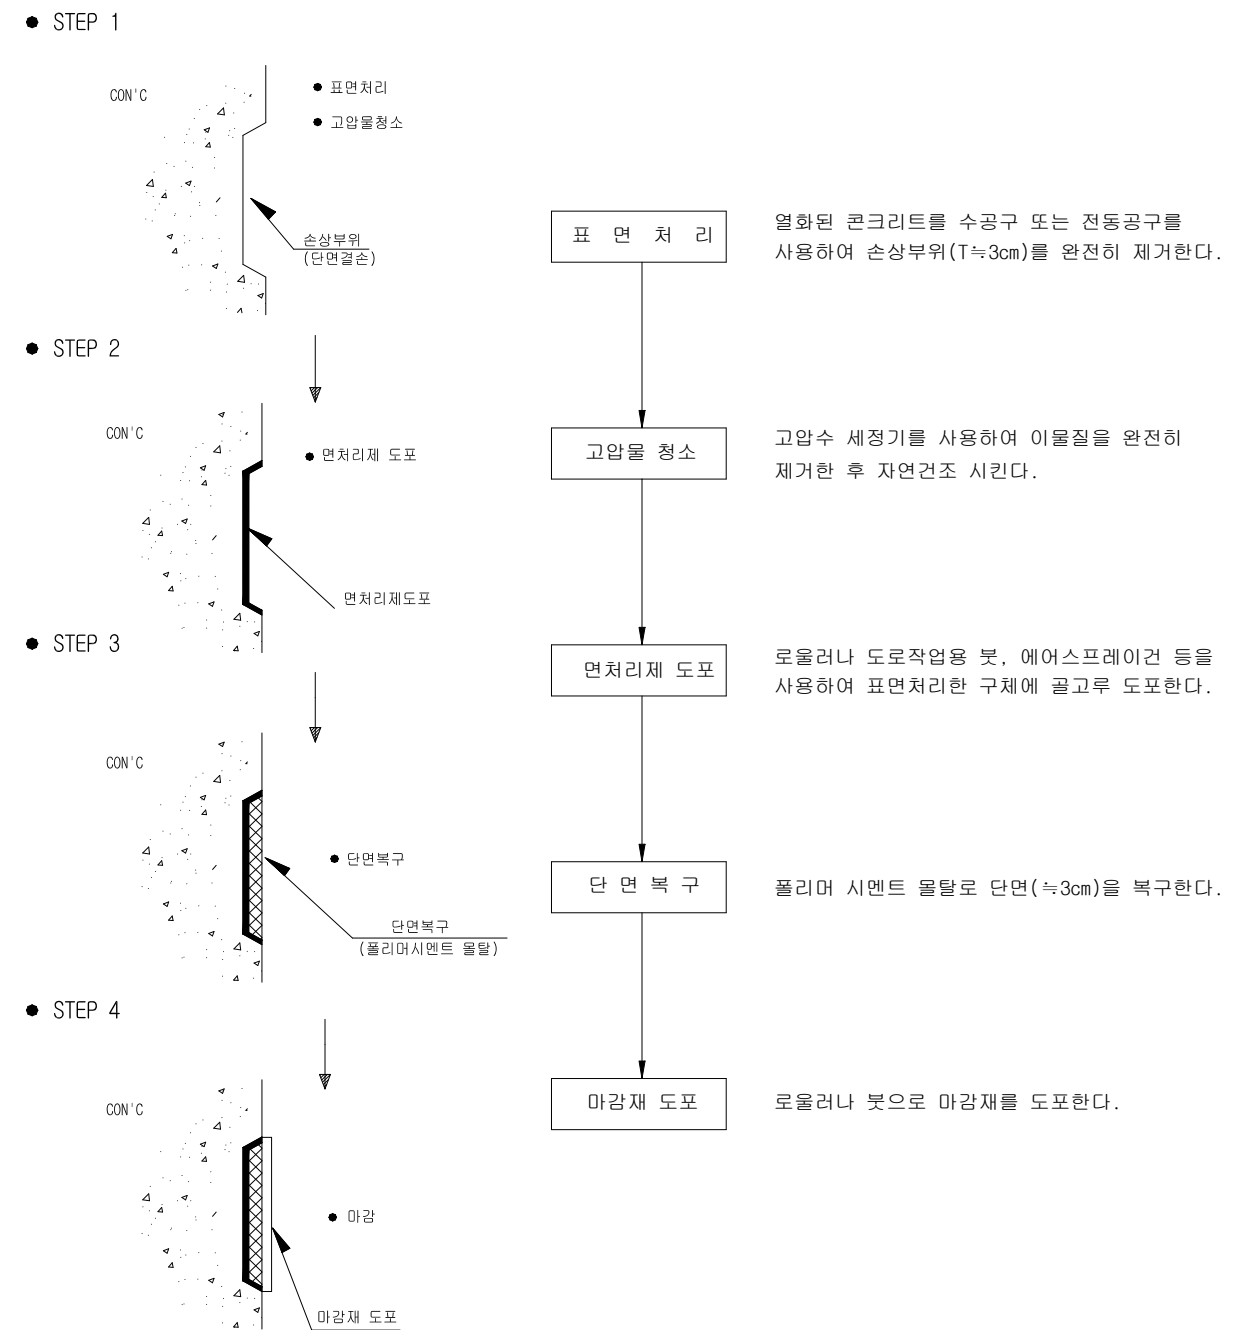 ● STEP 1
CON'C
● 표면처리
● 고압물청소
손상부위
(단면결손)
● STEP 2
CON'C
● 면처리제 도포
면처리제도포
● STEP 3
CON'C
● 단면복구
단면복구
(폴리머시멘트 몰탈)
● STEP 4
CON'C
● 마감
마감재 도포
표 면 처 리
열화된 콘크리트를 수공구 또는 전동공구를
사용하여 손상부위(T≒3cm)를 완전히 제거한다.
고압물 청소
고압수 세정기를 사용하여 이물질을 완전히
제거한 후 자연건조 시킨다.
면처리제 도포
로울러나 도로작업용 붓, 에어스프레이건 등을
사용하여 표면처리한 구체에 골고루 도포한다.
단 면 복 구
폴리머 시멘트 몰탈로 단면(≒3cm)을 복구한다.
마감재 도포
로울러나 붓으로 마감재를 도포한다.